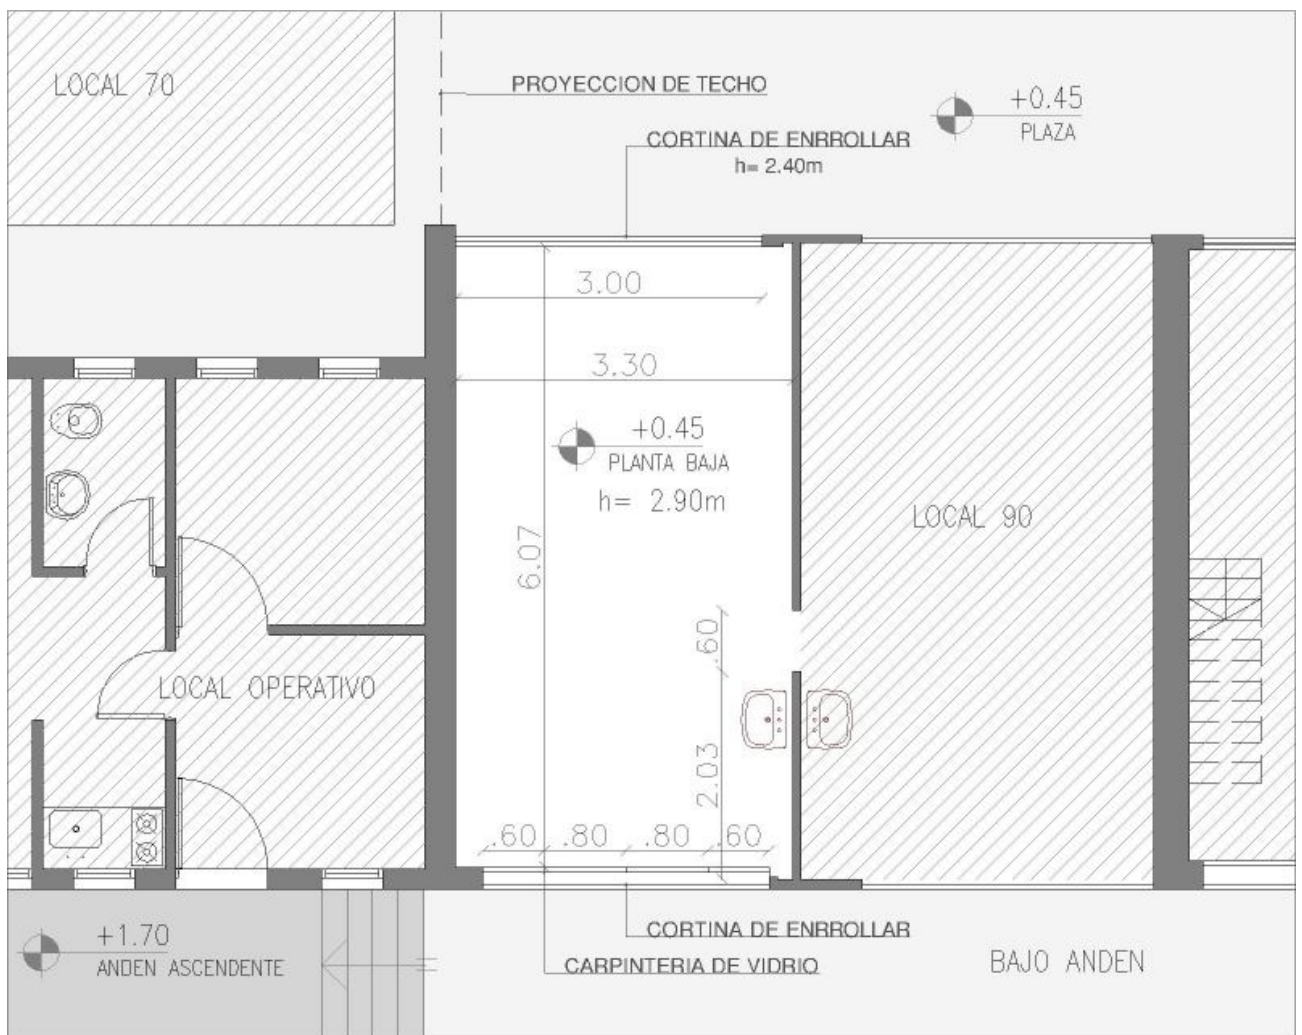 LOCAL 70
PROYECCION DE TECHO
+0.45
PLAZA
CORTINA DE ENRROLLAR
h= 2.40m
3.00
3.30
+0.45
PLANTA BAJA
h= 2.90m
6.07
LOCAL 90
.60
LOCAL OPERATIVO
2.03
.60
.80
.80
.60
+1.70
ANDEN ASCENDENTE
CORTINA DE ENRROLLAR
CARPINTERIA DE VIDRIO
BAJO ANDEN